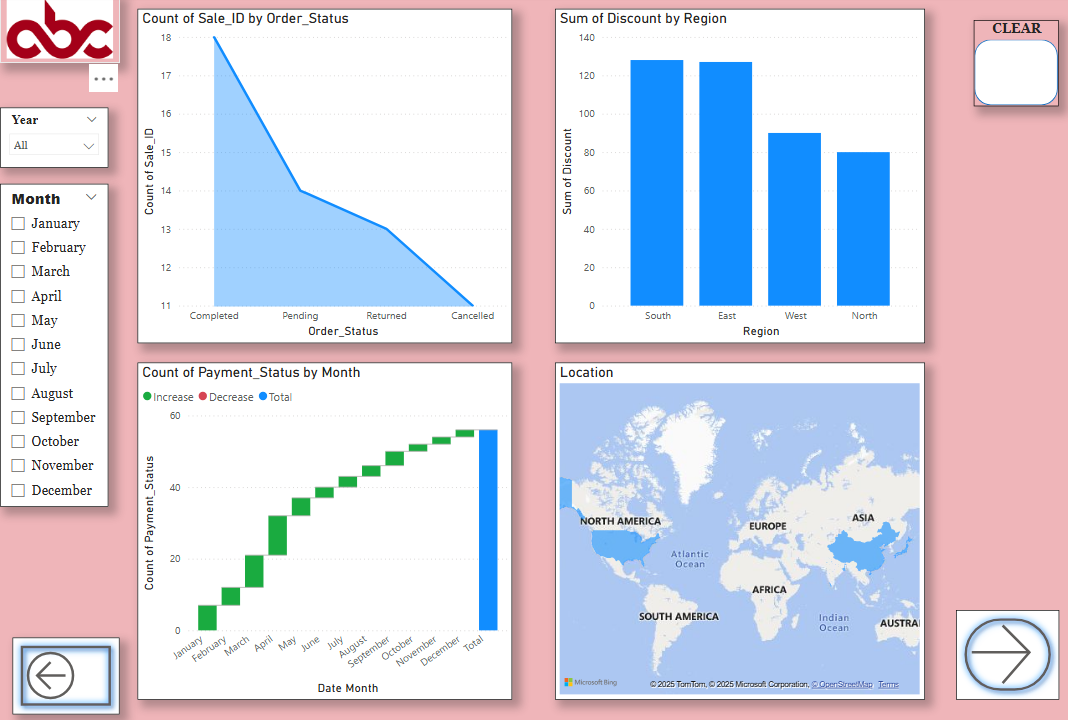 abc
Year
All
Month
January
February
March
April
May
June
July
August
September
October
November
December
Count of Sale_ID by Order_Status
Count of Sale_ID
18
17
16
15
14
13
12
11
Completed Pending Returned Cancelled
Order_Status
Sum of Discount by Region
Sum of Discount
140
120
100
80
60
40
20
0
South East West North
Region
CLEAR
Count of Payment_Status by Month
Increase Decrease Total
Count of Payment_Status
60
40
20
0
January February March April May June July August September October November December Total
Date Month
Location
NORTH AMERICA
EUROPE
ASIA
Atlantic
Ocean
AFRICA
SOUTH AMERICA
Indian
Ocean
AUSTRA
Microsoft Bing
© 2025 TomTom, © 2025 Microsoft Corporation, © OpenStreetMap Terms